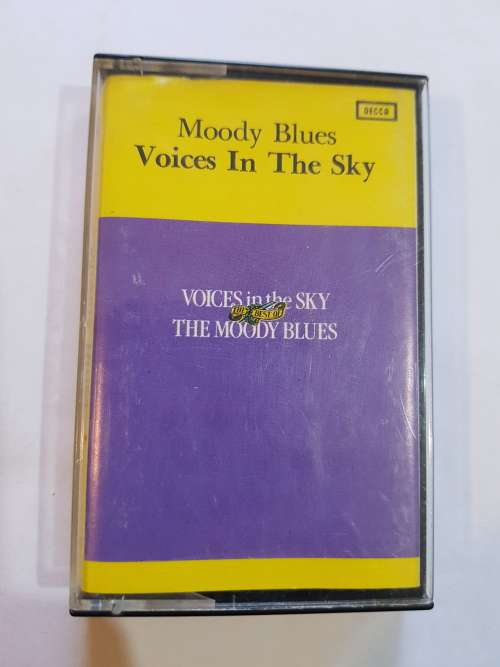 DECCA
Moody Blues
Voices In The Sky
VOICES in the SKY
THE BEST OF
THE MOODY BLUES